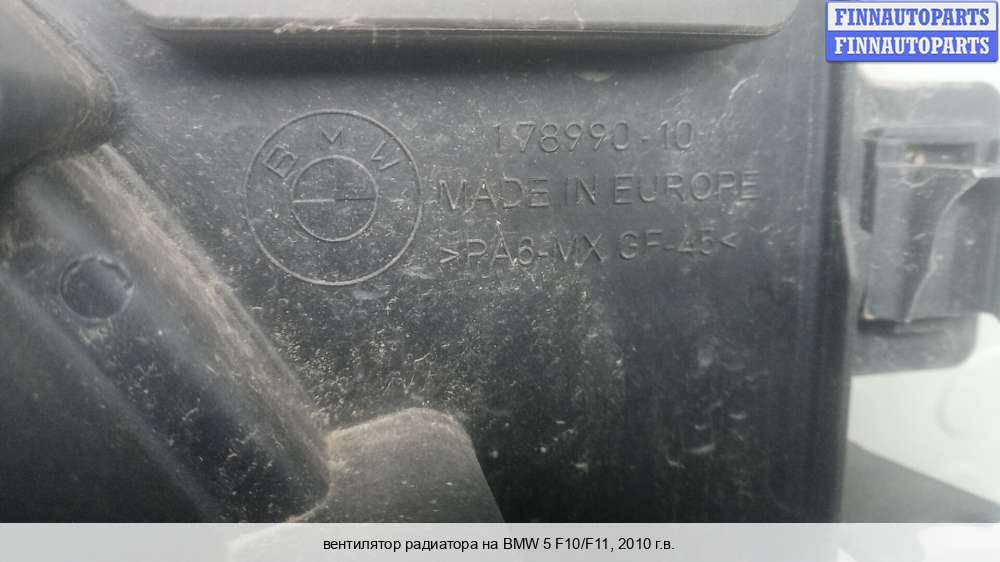 FINNAUTOPARTS
FINNAUTOPARTS
BMW
178990-10
MADE IN EUROPE
>PA6-MX GF-45<
вентилятор радиатора на BMW 5 F10/F11, 2010 г.в.